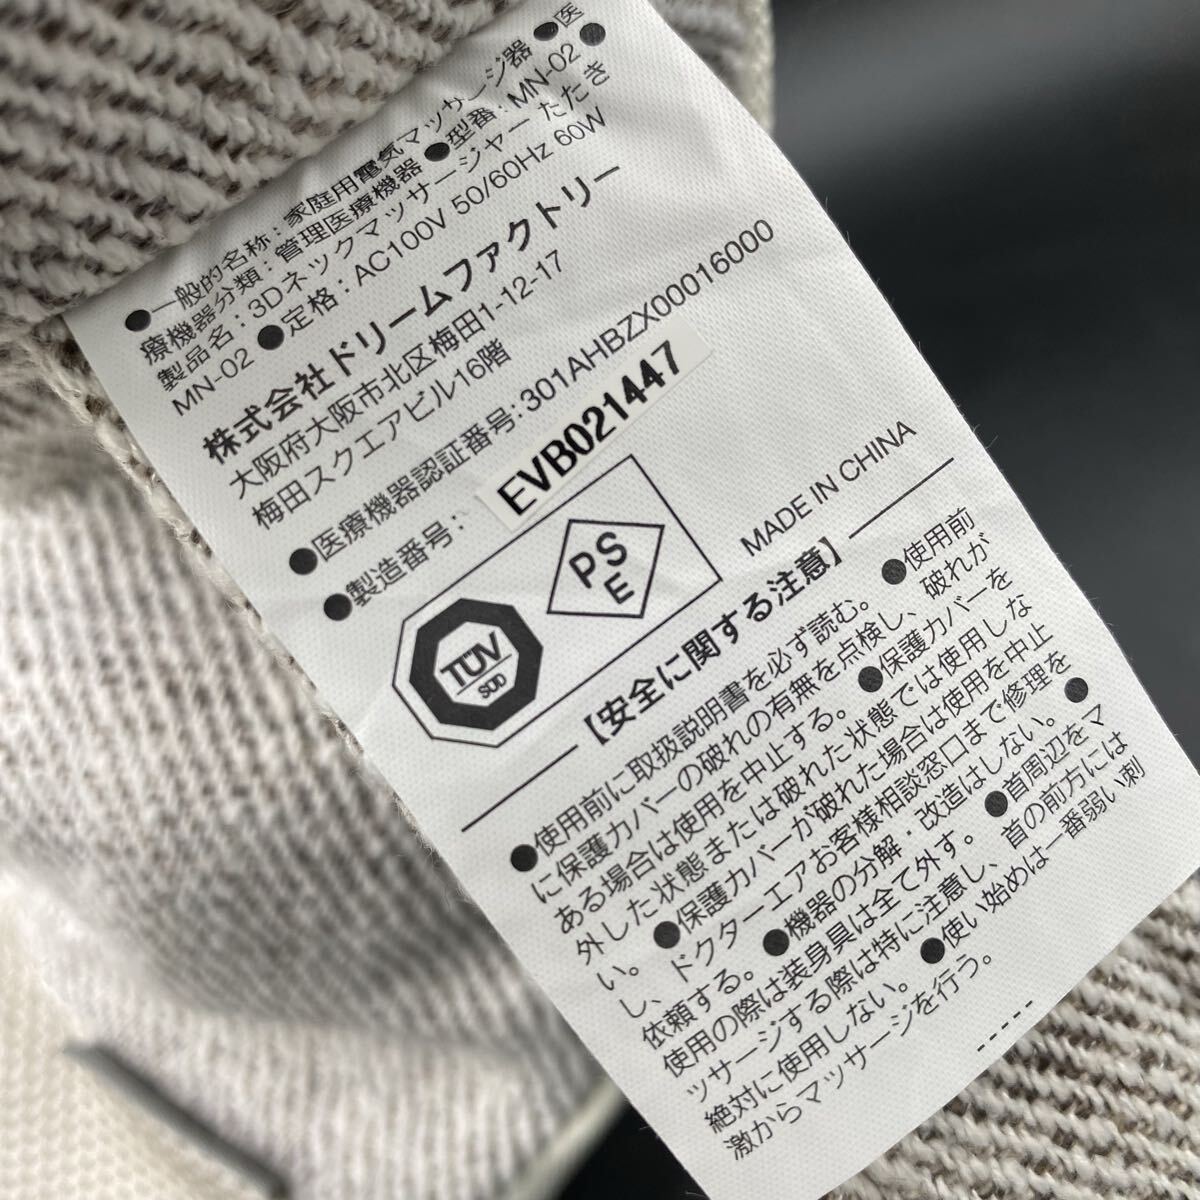 ●一般的名称：家庭用電気マッサージ器 ●医
療機器分類：管理医療機器 ●型番：MN-02 ●
製品名：3Dネックマッサージャー たたき
MN-02 ●定格：AC100V 50/60Hz 60W
株式会社ドリームファクトリー
大阪府大阪市北区梅田1-12-17
梅田スクエアビル16階
●医療機器認証番号：301AHBZX00016000
●製造番号：EVB021447
TÜV
SÜD
PS
E
MADE IN CHINA
【安全に関する注意】
●使用前に取扱説明書を必ず読む。 ●使用前
に保護カバーの破れの有無を点検し、破れが
ある場合は使用を中止する。 ●保護カバーを
外した状態または破れた状態では使用しな
い。 ●保護カバーが破れた場合は使用を中止
し、ドクターエアお客様相談窓口まで修理を
依頼する。 ●機器の分解・改造はしない。 ●
使用の際は装身具は全て外す。 ●首周辺をマ
ッサージする際は特に注意し、首の前方には
絶対に使用しない。 ●使い始めは一番弱い刺
激からマッサージを行う。
-----